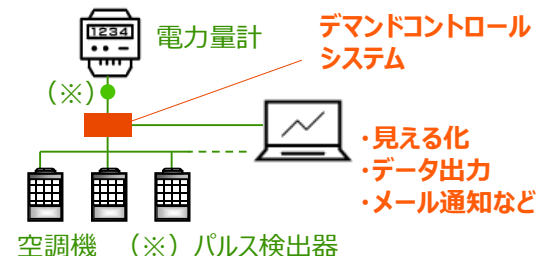 1234
電力量計
デマンドコントロール
システム
（※）
・見える化
・データ出力
・メール通知など
空調機　（※）パルス検出器